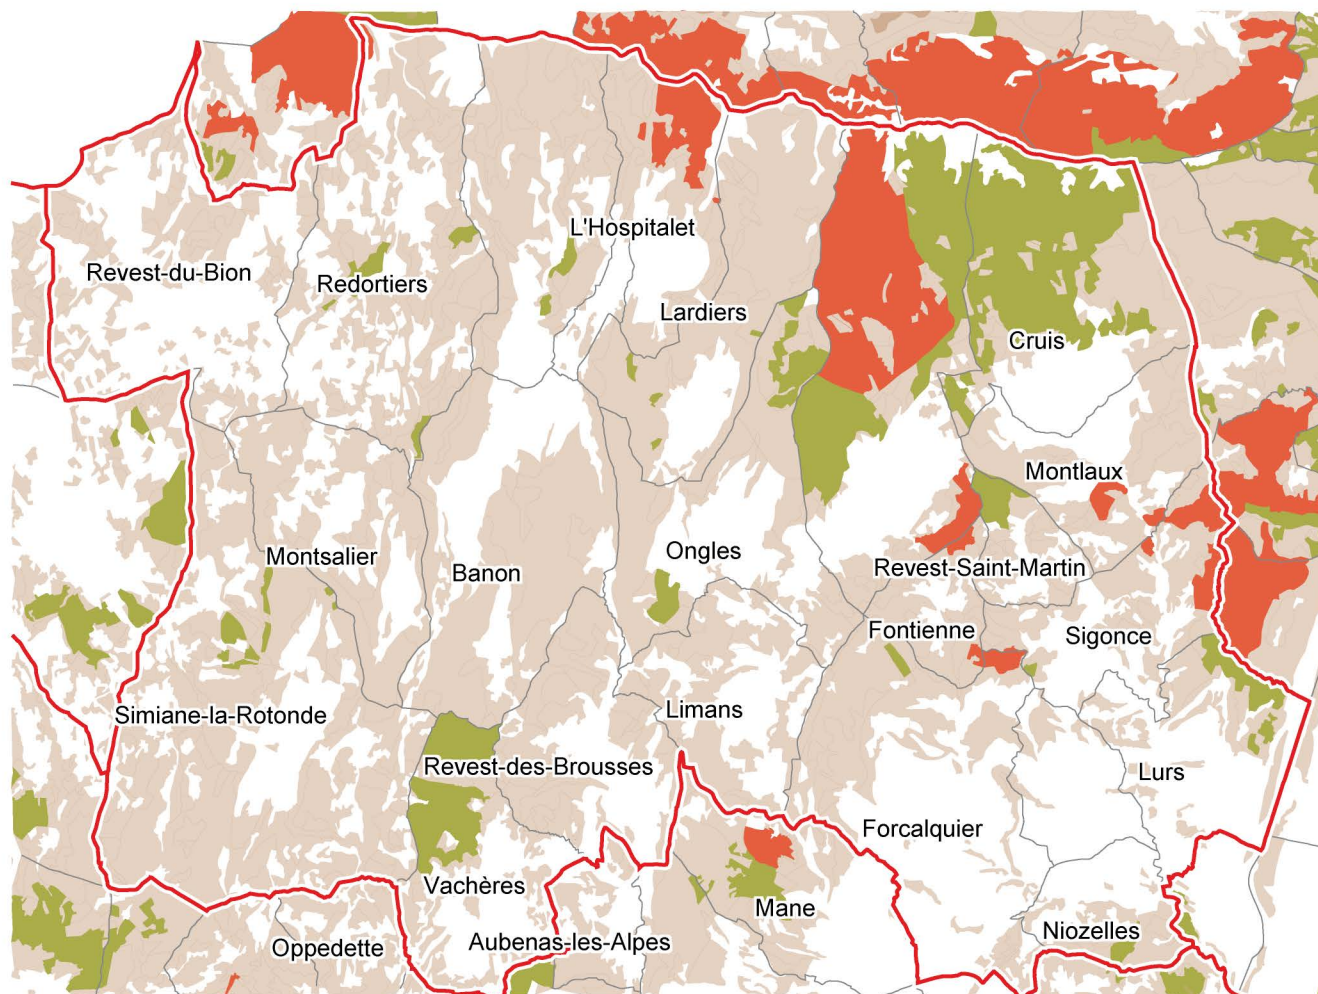 L'Hospitalet
Revest-du-Bion
Redortiers
Lardiers
Cruis
Montlaux
Ongles
Montsalier
Banon
Revest-Saint-Martin
Fontienne
Sigonce
Limans
Simiane-la-Rotonde
Revest-des-Brousses
Lurs
Forcalquier
Vachères
Mane
Niozelles
Oppedette
Aubenas-les-Alpes